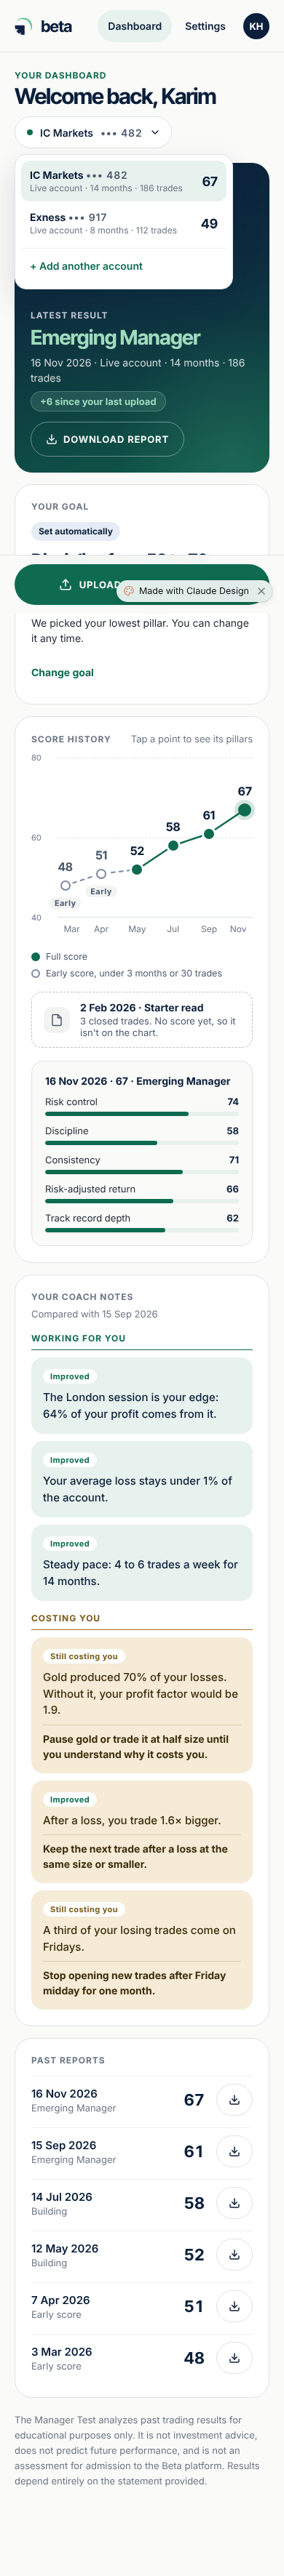 beta
Dashboard
Settings
KH
YOUR DASHBOARD
Welcome back, Karim
IC Markets ••• 482
IC Markets ••• 482
Live account · 14 months · 186 trades
67
Exness ••• 917
Live account · 8 months · 112 trades
49
+ Add another account
LATEST RESULT
Emerging Manager
16 Nov 2026 · Live account · 14 months · 186
trades
+6 since your last upload
DOWNLOAD REPORT
YOUR GOAL
Set automatically
UPLOAD
Made with Claude Design
We picked your lowest pillar. You can change
it any time.
Change goal
SCORE HISTORY
Tap a point to see its pillars
80
60
40
48
51
52
58
61
67
Early
Early
Mar
Apr
May
Jul
Sep
Nov
Full score
Early score, under 3 months or 30 trades
2 Feb 2026 · Starter read
3 closed trades. No score yet, so it
isn't on the chart.
16 Nov 2026 · 67 · Emerging Manager
Risk control 74
Discipline 58
Consistency 71
Risk-adjusted return 66
Track record depth 62
YOUR COACH NOTES
Compared with 15 Sep 2026
WORKING FOR YOU
Improved
The London session is your edge:
64% of your profit comes from it.
Improved
Your average loss stays under 1% of
the account.
Improved
Steady pace: 4 to 6 trades a week for
14 months.
COSTING YOU
Still costing you
Gold produced 70% of your losses.
Without it, your profit factor would be
1.9.
Pause gold or trade it at half size until
you understand why it costs you.
Improved
After a loss, you trade 1.6× bigger.
Keep the next trade after a loss at the
same size or smaller.
Still costing you
A third of your losing trades come on
Fridays.
Stop opening new trades after Friday
midday for one month.
PAST REPORTS
16 Nov 2026
Emerging Manager
67
15 Sep 2026
Emerging Manager
61
14 Jul 2026
Building
58
12 May 2026
Building
52
7 Apr 2026
Early score
51
3 Mar 2026
Early score
48
The Manager Test analyzes past trading results for
educational purposes only. It is not investment advice,
does not predict future performance, and is not an
assessment for admission to the Beta platform. Results
depend entirely on the statement provided.